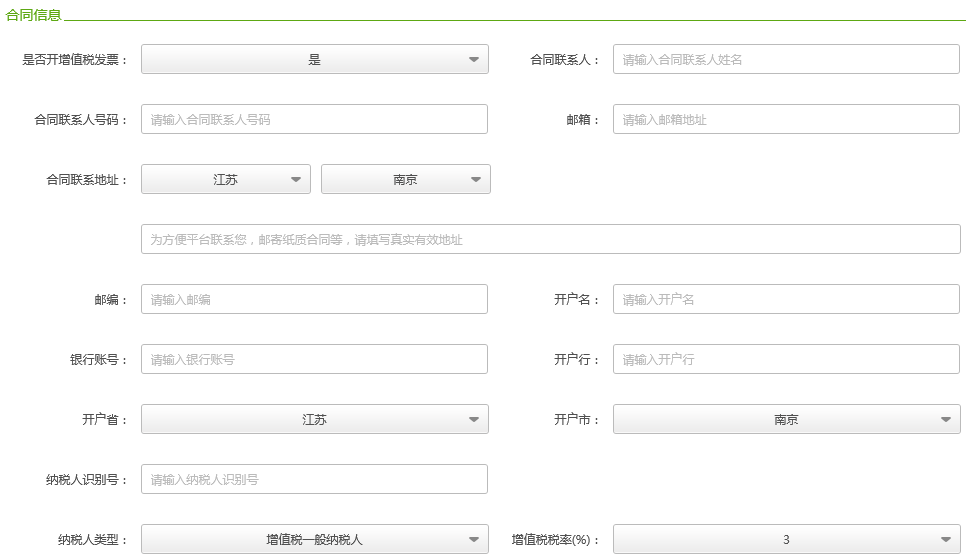 合同信息
是否开增值税发票： 是 合同联系人： 请输入合同联系人姓名
合同联系人号码： 请输入合同联系人号码 邮箱： 请输入邮箱地址
合同联系地址： 江苏 南京
为方便平台联系您，邮寄纸质合同等，请填写真实有效地址
邮编： 请输入邮编 开户名： 请输入开户名
银行账号： 请输入银行账号 开户行： 请输入开户行
开户省： 江苏 开户市： 南京
纳税人识别号： 请输入纳税人识别号
纳税人类型： 增值税一般纳税人 增值税税率(%)： 3